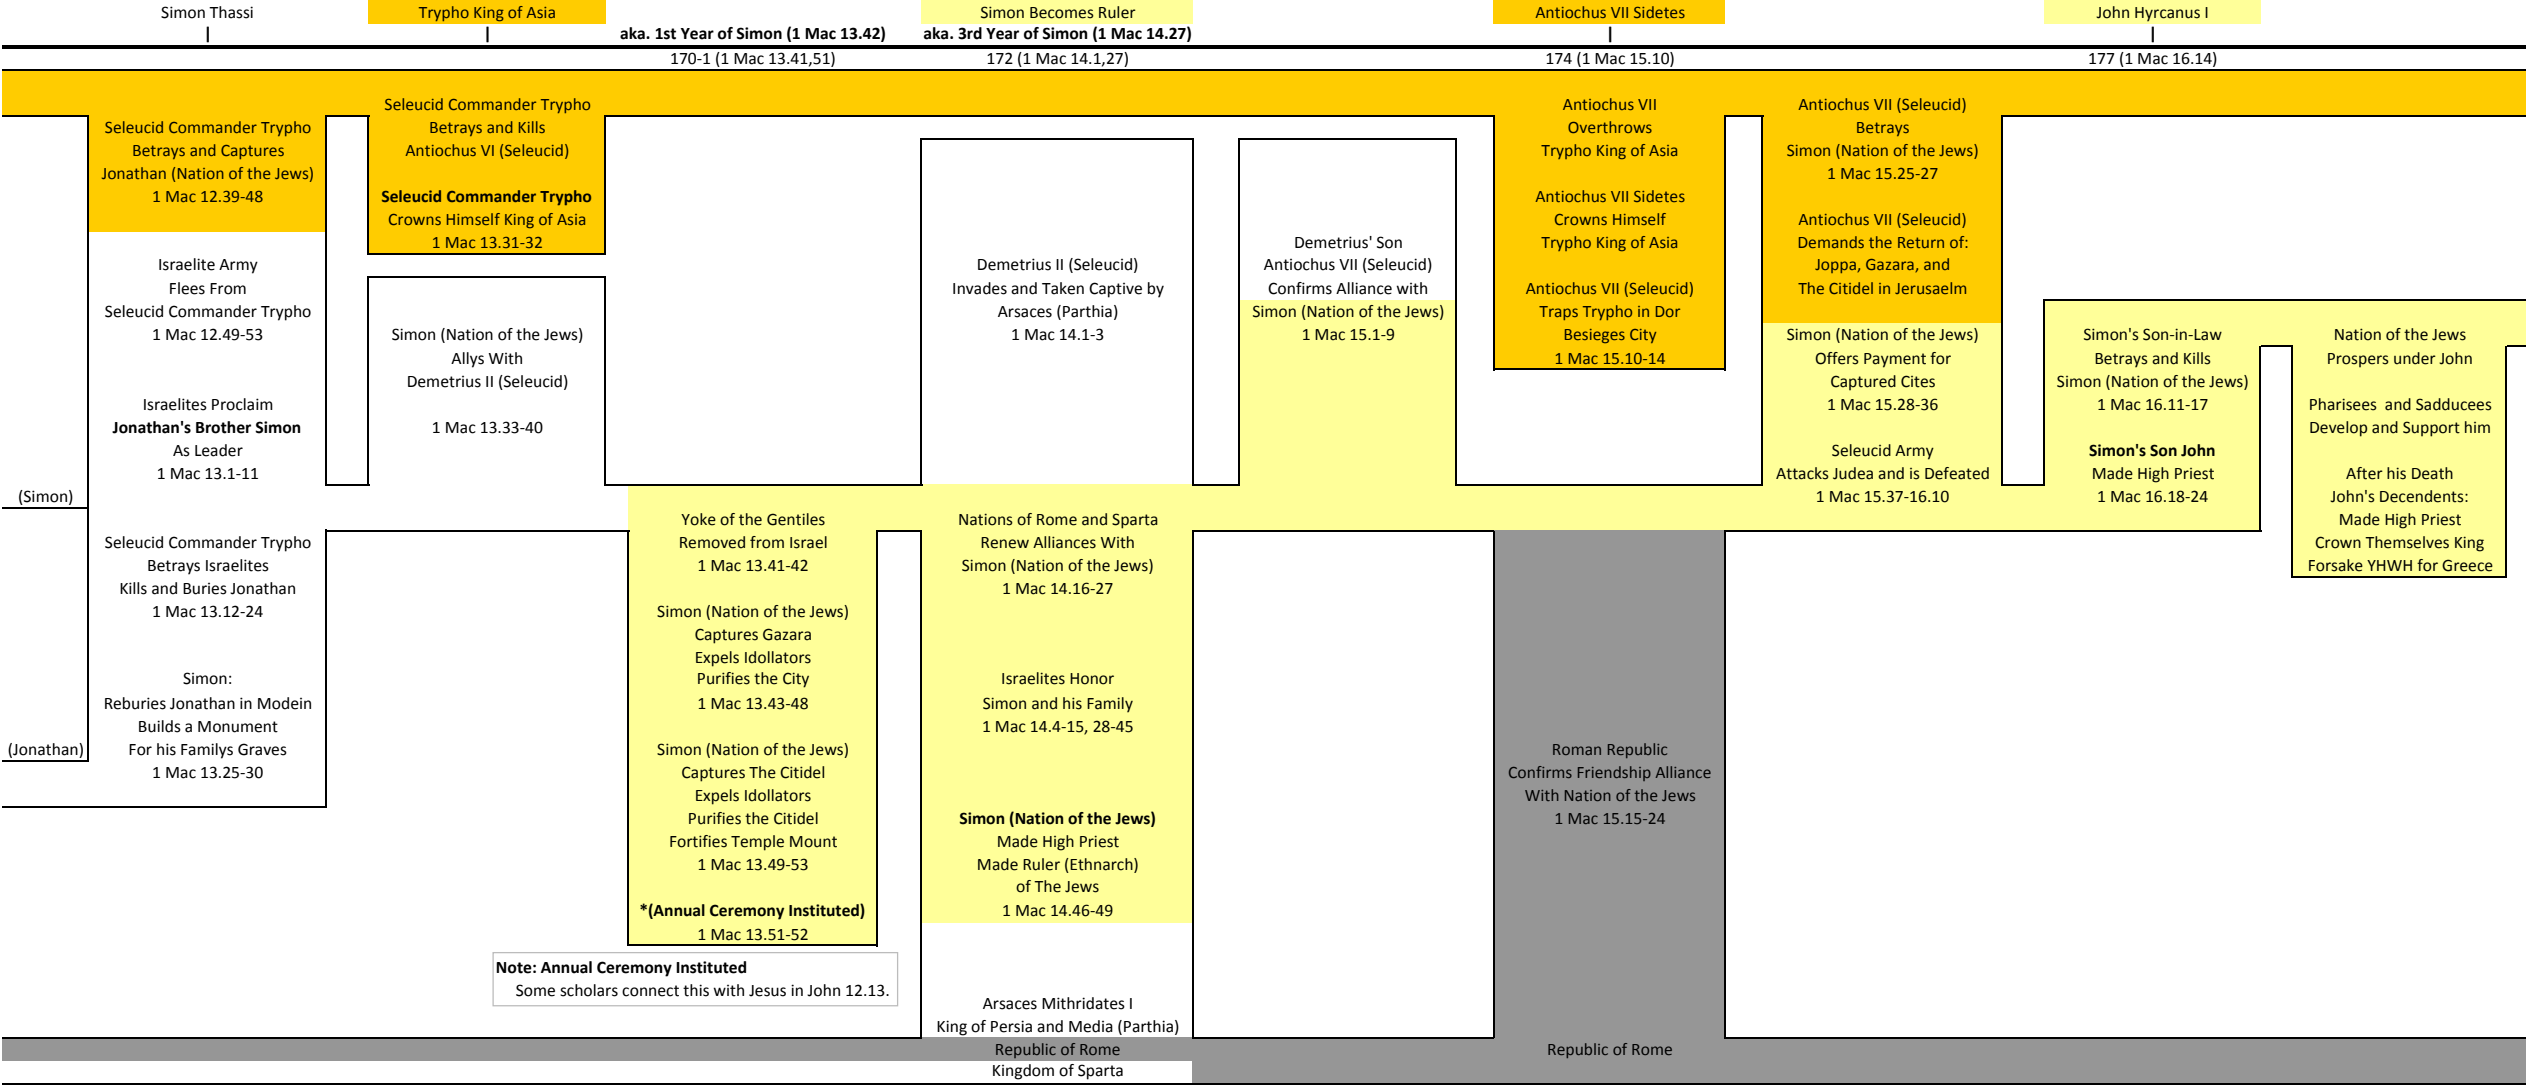 Simon Thassi
Trypho King of Asia
Simon Becomes Ruler
Antiochus VII Sidetes
John Hyrcanus I
aka. 1st Year of Simon (1 Mac 13.42)
aka. 3rd Year of Simon (1 Mac 14.27)
170-1 (1 Mac 13.41,51)
172 (1 Mac 14.1,27)
174 (1 Mac 15.10)
177 (1 Mac 16.14)
(Simon)
(Jonathan)
Seleucid Commander Trypho
Betrays and Captures
Jonathan (Nation of the Jews)
1 Mac 12.39-48
Israelite Army
Flees From
Seleucid Commander Trypho
1 Mac 12.49-53
Israelites Proclaim
Jonathan's Brother Simon
As Leader
1 Mac 13.1-11
Seleucid Commander Trypho
Betrays Israelites
Kills and Buries Jonathan
1 Mac 13.12-24
Simon:
Reburies Jonathan in Modein
Builds a Monument
For his Familys Graves
1 Mac 13.25-30
Seleucid Commander Trypho
Betrays and Kills
Antiochus VI (Seleucid)
Seleucid Commander Trypho
Crowns Himself King of Asia
1 Mac 13.31-32
Simon (Nation of the Jews)
Allys With
Demetrius II (Seleucid)
1 Mac 13.33-40
Yoke of the Gentiles
Removed from Israel
1 Mac 13.41-42
Simon (Nation of the Jews)
Captures Gazara
Expels Idollators
Purifies the City
1 Mac 13.43-48
Simon (Nation of the Jews)
Captures The Citidel
Expels Idollators
Purifies the Citidel
Fortifies Temple Mount
1 Mac 13.49-53
*(Annual Ceremony Instituted)
1 Mac 13.51-52
Note: Annual Ceremony Instituted
Some scholars connect this with Jesus in John 12.13.
Demetrius II (Seleucid)
Invades and Taken Captive by
Arsaces (Parthia)
1 Mac 14.1-3
Nations of Rome and Sparta
Renew Alliances With
Simon (Nation of the Jews)
1 Mac 14.16-27
Israelites Honor
Simon and his Family
1 Mac 14.4-15, 28-45
Simon (Nation of the Jews)
Made High Priest
Made Ruler (Ethnarch)
of The Jews
1 Mac 14.46-49
Arsaces Mithridates I
King of Persia and Media (Parthia)
Republic of Rome
Kingdom of Sparta
Demetrius' Son
Antiochus VII (Seleucid)
Confirms Alliance with
Simon (Nation of the Jews)
1 Mac 15.1-9
Antiochus VII
Overthrows
Trypho King of Asia
Antiochus VII Sidetes
Crowns Himself
Trypho King of Asia
Antiochus VII (Seleucid)
Traps Trypho in Dor
Besieges City
1 Mac 15.10-14
Roman Republic
Confirms Friendship Alliance
With Nation of the Jews
1 Mac 15.15-24
Republic of Rome
Antiochus VII (Seleucid)
Betrays
Simon (Nation of the Jews)
1 Mac 15.25-27
Antiochus VII (Seleucid)
Demands the Return of:
Joppa, Gazara, and
The Citidel in Jerusaelm
Simon (Nation of the Jews)
Offers Payment for
Captured Cites
1 Mac 15.28-36
Seleucid Army
Attacks Judea and is Defeated
1 Mac 15.37-16.10
Simon's Son-in-Law
Betrays and Kills
Simon (Nation of the Jews)
1 Mac 16.11-17
Simon's Son John
Made High Priest
1 Mac 16.18-24
Nation of the Jews
Prospers under John
Pharisees and Sadducees
Develop and Support him
After his Death
John's Decendents:
Made High Priest
Crown Themselves King
Forsake YHWH for Greece